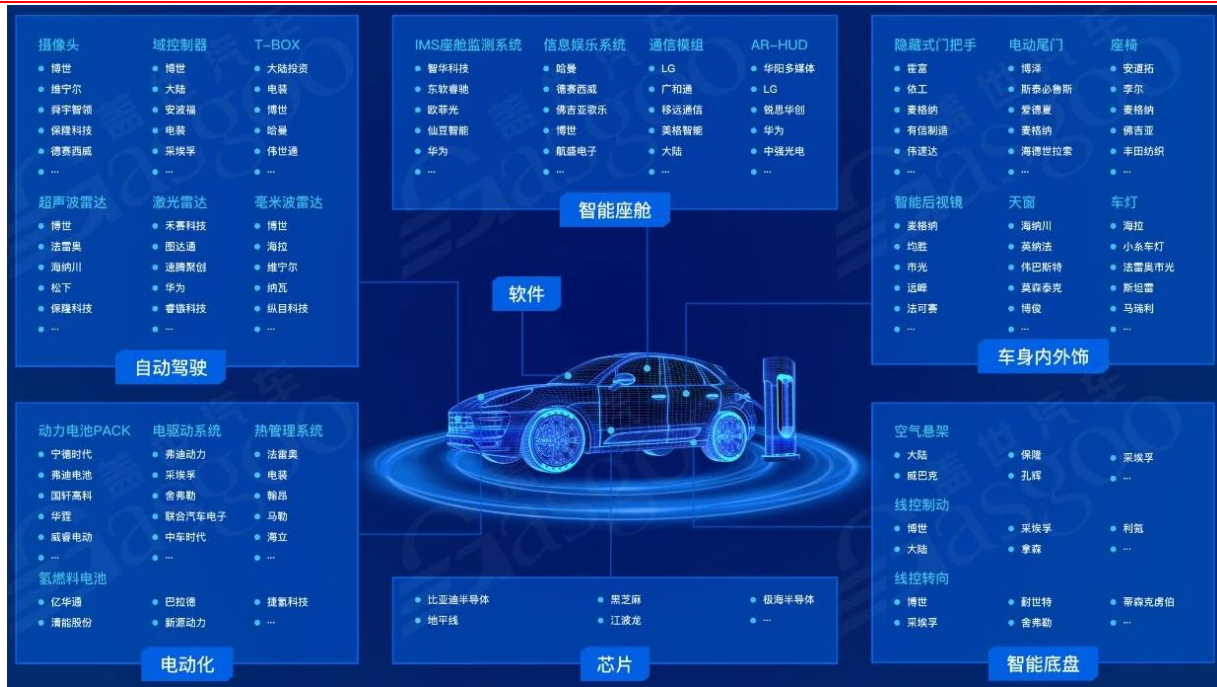 摄像头 域控制器 T-BOX
博世 博世 大陆投资
维宁尔 大陆 电装
舜宇智领 安波福 博世
保隆科技 电装 哈曼
德赛西威 采埃孚 伟世通
... ... ...
超声波雷达 激光雷达 毫米波雷达
博世 禾赛科技 博世
法雷奥 图达通 海拉
海纳川 速腾聚创 维宁尔
松下 华为 纳瓦
保隆科技 睿镞科技 纵目科技
... ... ...
自动驾驶
IMS座舱监测系统 信息娱乐系统 通信模组 AR-HUD
智华科技 哈曼 LG 华阳多媒体
东软睿驰 德赛西威 广和通 LG
欧菲光 佛吉亚歌乐 移远通信 锐思华创
仙豆智能 博世 美格智能 华为
华为 航盛电子 大陆 中强光电
... ... ... ...
智能座舱
隐藏式门把手 电动尾门 座椅
霍富 博泽 安道拓
依工 斯泰必鲁斯 李尔
麦格纳 爱德夏 麦格纳
有信制造 麦格纳 佛吉亚
伟速达 海德世拉索 丰田纺织
... ... ...
智能后视镜 天窗 车灯
麦格纳 海纳川 海拉
均胜 英纳法 小糸车灯
市光 伟巴斯特 法雷奥市光
远峰 莫森泰克 斯坦雷
法可赛 博俊 马瑞利
... ... ...
车身内外饰
软件
动力电池PACK 电驱动系统 热管理系统
宁德时代 弗迪动力 法雷奥
弗迪电池 采埃孚 电装
国轩高科 舍弗勒 翰昂
华霆 联合汽车电子 马勒
威睿电动 中车时代 海立
... ... ...
氢燃料电池
亿华通 巴拉德 捷氢科技
清能股份 新源动力 ...
电动化
比亚迪半导体 黑芝麻 极海半导体
地平线 江波龙 ...
芯片
空气悬架
大陆 保隆 采埃孚
威巴克 孔辉 ...
线控制动
博世 采埃孚 利氪
大陆 拿森 ...
线控转向
博世 耐世特 蒂森克虏伯
采埃孚 舍弗勒 ...
智能底盘
盖世汽车
Gasgoo